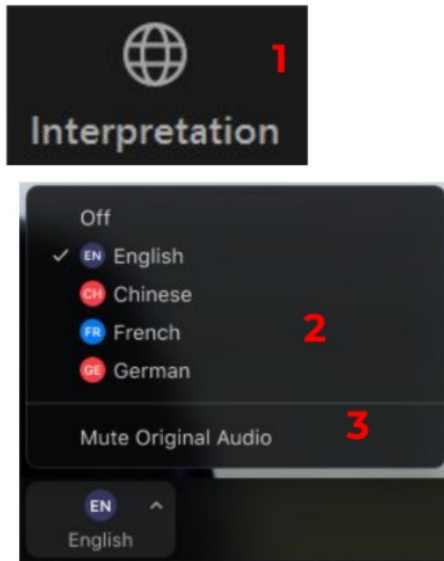 1
Interpretation
Off
✓ EN English
CH Chinese
FR French
2
GE German
Mute Original Audio 3
EN
English